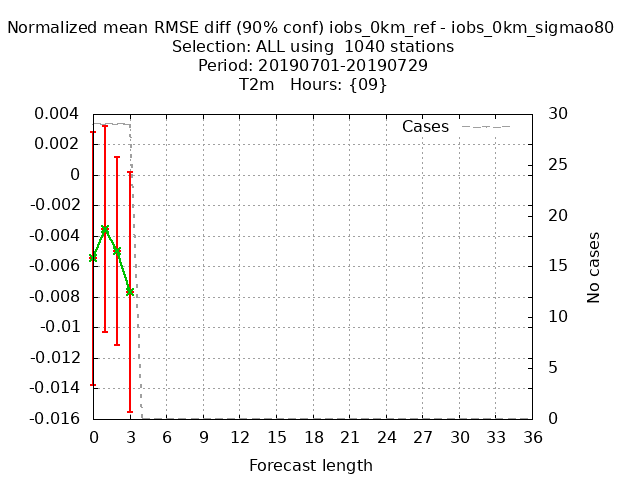 Normalized mean RMSE diff (90% conf) iobs_0km_ref - iobs_0km_sigmao80
Selection: ALL using  1040 stations
Period: 20190701-20190729
T2m   Hours: {09}
Cases
0.004
0.002
0
-0.002
-0.004
-0.006
-0.008
-0.01
-0.012
-0.014
-0.016
30
25
20
15
10
5
0
No cases
0 3 6 9 12 15 18 21 24 27 30 33 36
Forecast length